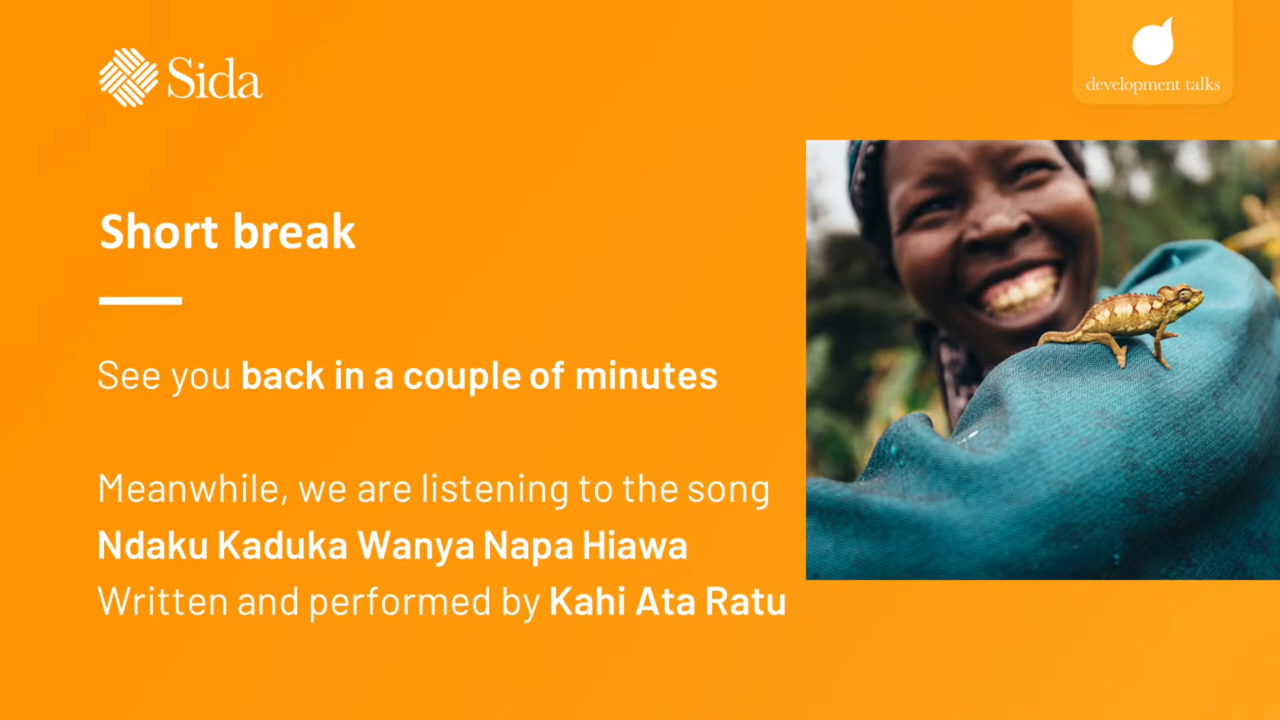 Sida
development talks
Short break
See you back in a couple of minutes
Meanwhile, we are listening to the song
Ndaku Kaduka Wanya Napa Hiawa
Written and performed by Kahi Ata Ratu